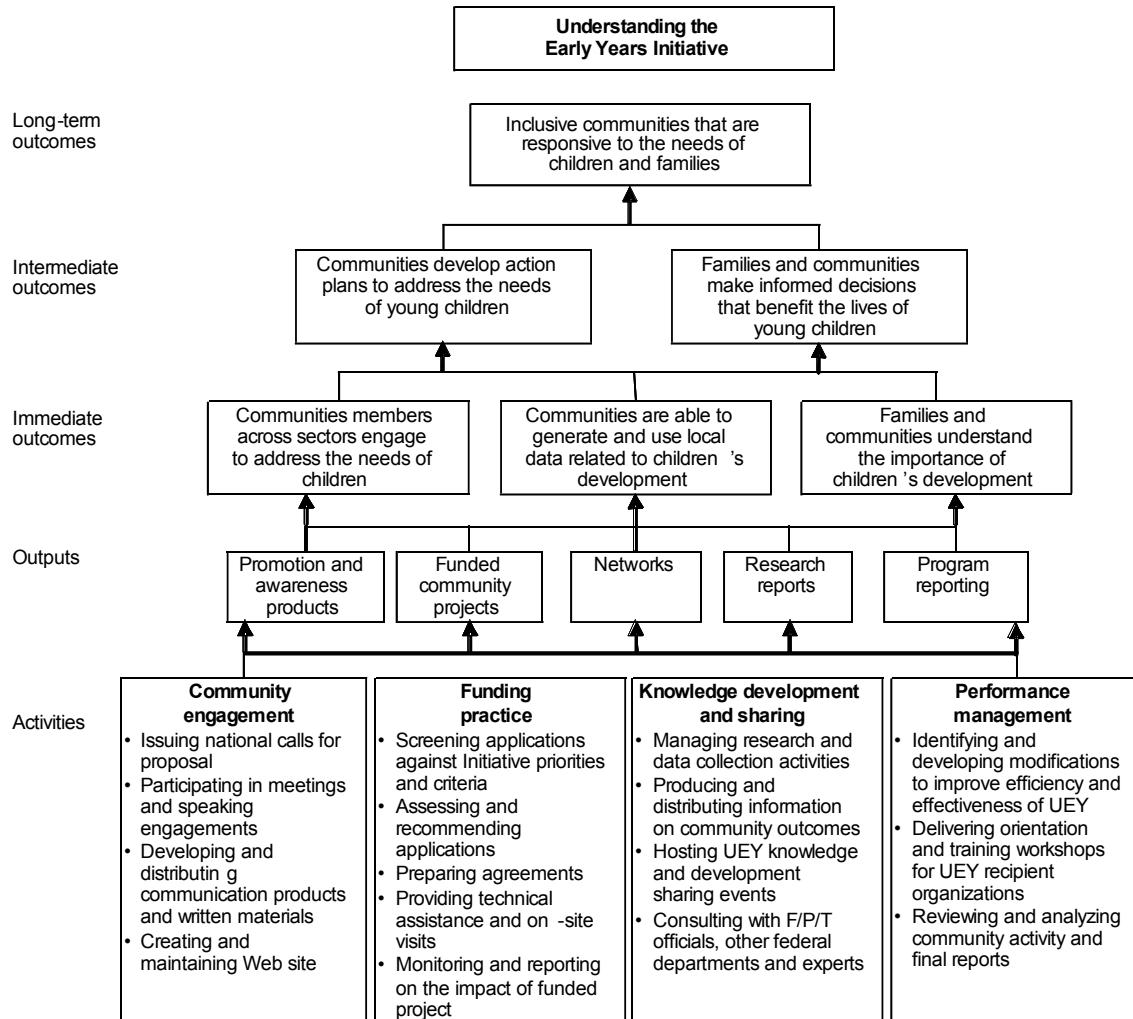 Understanding the
Early Years Initiative
Long-term
outcomes
Inclusive communities that are
responsive to the needs of
children and families
Intermediate
outcomes
Communities develop action
plans to address the needs
of young children
Families and communities
make informed decisions
that benefit the lives of
young children
Immediate
outcomes
Communities members
across sectors engage
to address the needs of
children
Communities are able to
generate and use local
data related to children 's
development
Families and
communities understand
the importance of
children 's development
Outputs
Promotion and
awareness
products
Funded
community
projects
Networks
Research
reports
Program
reporting
Activities
Community
engagement
• Issuing national calls for
proposal
• Participating in meetings
and speaking
engagements
• Developing and
distributin g
communication products
and written materials
• Creating and
maintaining Web site
Funding
practice
• Screening applications
against Initiative priorities
and criteria
• Assessing and
recommending
applications
• Preparing agreements
• Providing technical
assistance and on -site
visits
• Monitoring and reporting
on the impact of funded
project
Knowledge development
and sharing
• Managing research and
data collection activities
• Producing and
distributing information
on community outcomes
• Hosting UEY knowledge
and development
sharing events
• Consulting with F/P/T
officials, other federal
departments and experts
Performance
management
• Identifying and
developing modifications
to improve efficiency and
effectiveness of UEY
• Delivering orientation
and training workshops
for UEY recipient
organizations
• Reviewing and analyzing
community activity and
final reports